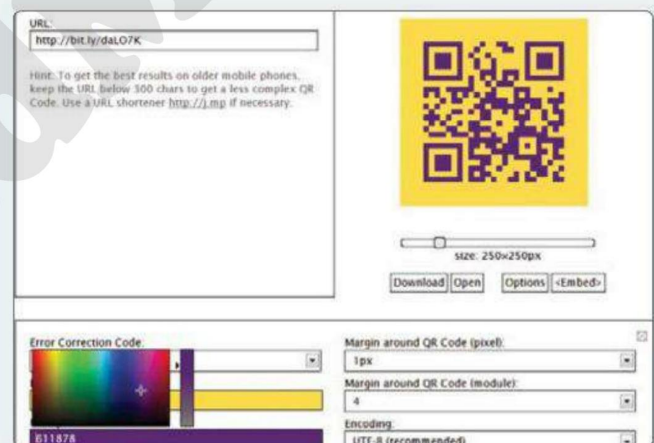 URL:
http://bit.ly/daLO7K
Hint: To get the best results on older mobile phones,
keep the URL below 300 chars to get a less complex QR
Code. Use a URL shortener http://j.mp if necessary.
size: 250×250px
Download Open Options <Embed>
Error Correction Code:
Margin around QR Code (pixel):
1px
Margin around QR Code (module):
4
Encoding:
611878
UTF-8 (recommended)